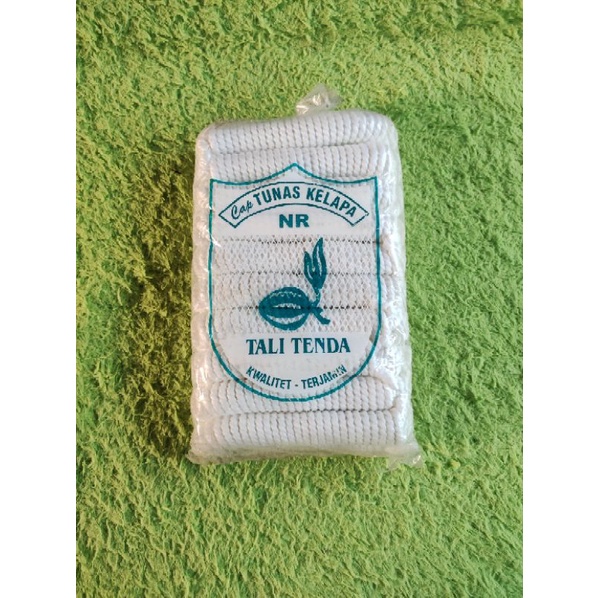 Cap TUNAS KELAPA
NR
TALI TENDA
KWALITET - TERJAMIN